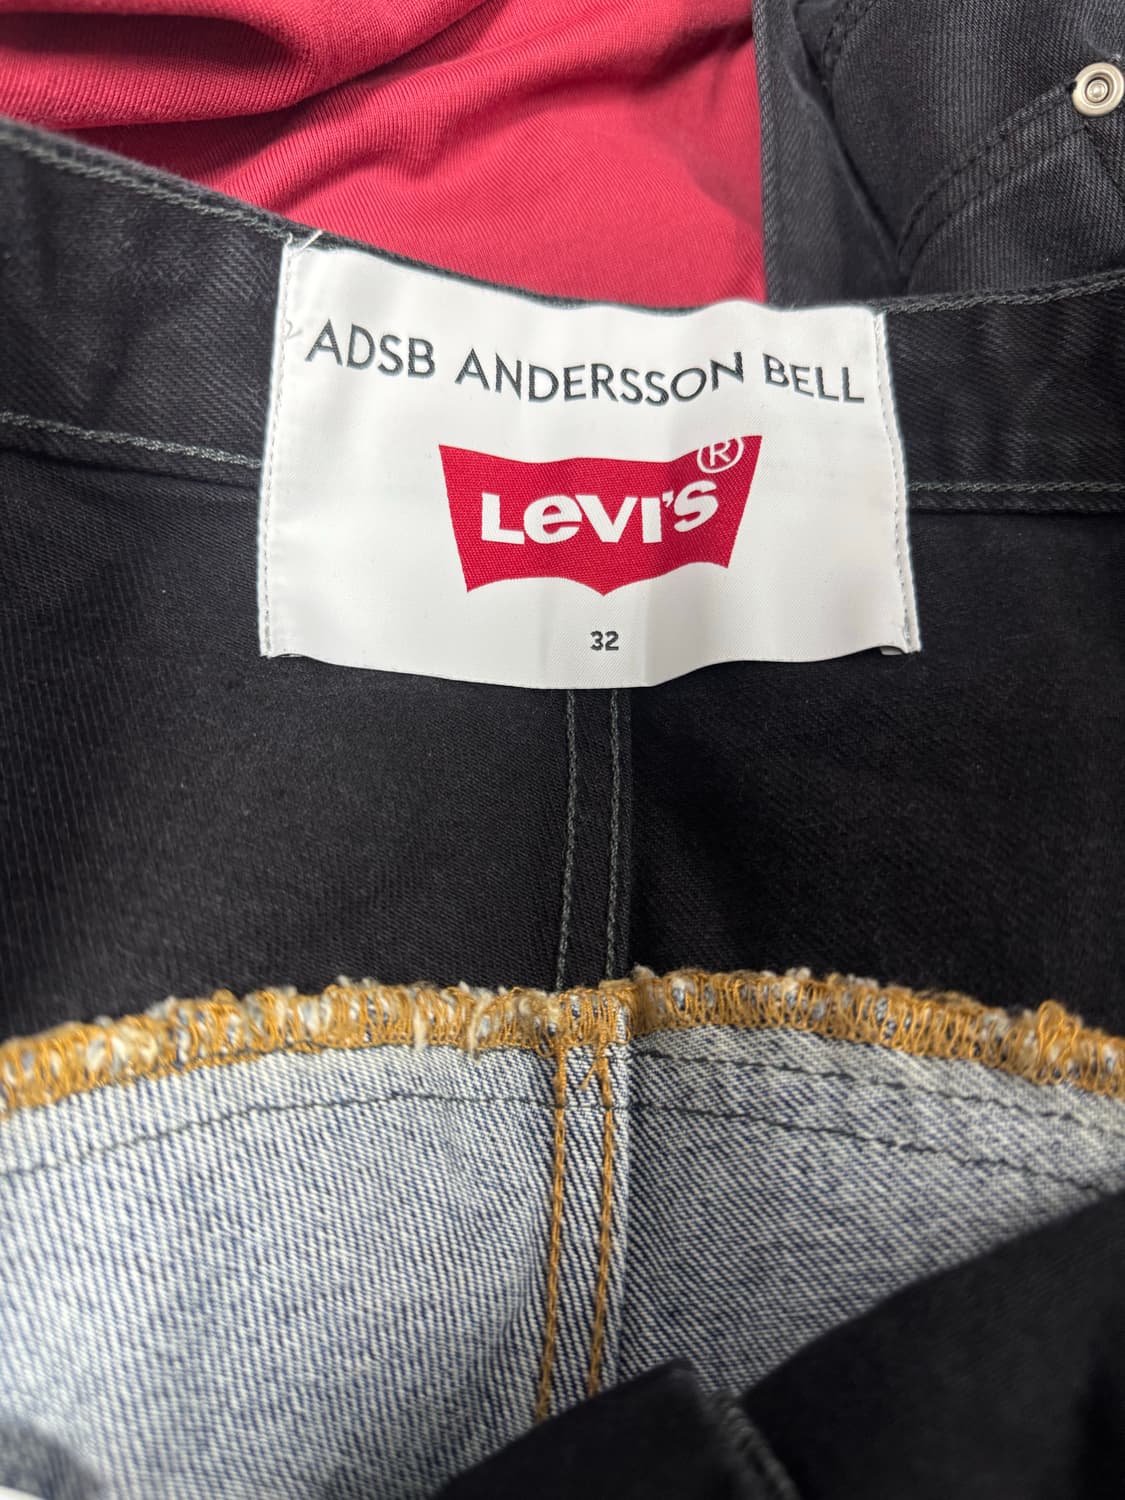 ADSB ANDERSSON BELL
Levi's®
32